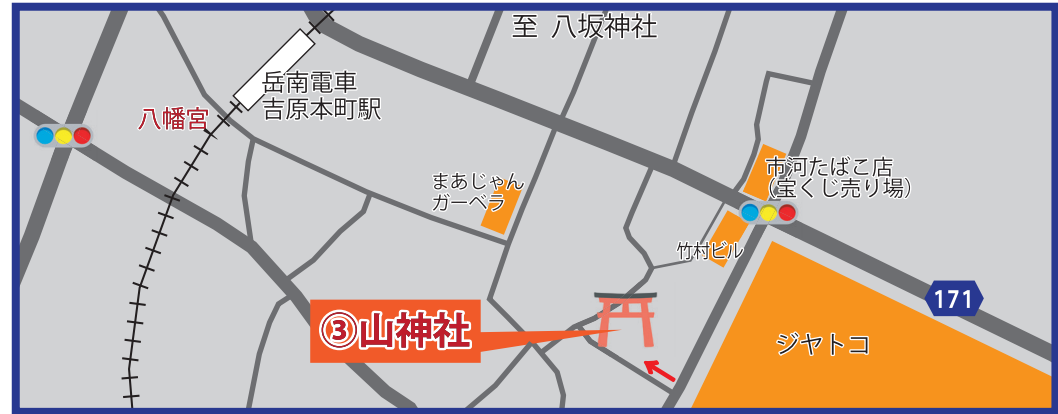 至 八坂神社
岳南電車
吉原本町駅
八幡宮
まあじゃん
ガーベラ
市河たばこ店
（宝くじ売り場）
竹村ビル
171
③山神社
ジヤトコ